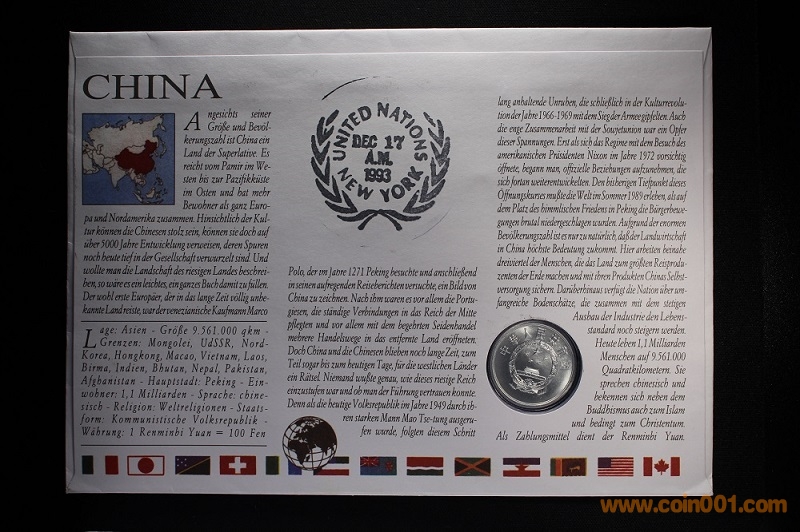 CHINA
Angesichts seiner
Größe und Bevöl-
kerungszahl ist China ein
Land der Superlative. Es
reicht vom Pamir im We-
sten bis zur Pazifikküste
im Osten und hat mehr
Bewohner als ganz Euro-
pa und Nordamerika zusammen. Hinsichtlich der Kul-
tur können die Chinesen stolz sein, können sie doch auf
über 5000 Jahre Entwicklung verweisen, deren Spuren
noch heute tief in der Gesellschaft verwurzelt sind. Und
wollte man die Landschaft des riesigen Landes beschrei-
ben, so wäre es ein leichtes, ein ganzes Buch damit zu füllen.
Der wohl erste Europäer, der in das lange Zeit völlig unbe-
kannte Land reiste, war der venezianische Kaufmann Marco
Lage: Asien - Größe 9.561.000 qkm -
Grenzen: Mongolei, UdSSR, Nord-
Korea, Hongkong, Macao, Vietnam, Laos,
Birma, Indien, Bhutan, Nepal, Pakistan,
Afghanistan - Hauptstadt: Peking - Ein-
wohner: 1,1 Milliarden - Sprache: chine-
sisch - Religion: Weltreligionen - Staats-
form: Kommunistische Volksrepublik -
Währung: 1 Renminbi Yuan = 100 Fen
UNITED NATIONS
DEC 17
A.M.
1993
NEW YORK
Polo, der im Jahre 1271 Peking besuchte und anschließend
in seinen aufregenden Reiseberichten versuchte, ein Bild von
China zu zeichnen. Nach ihm waren es vor allem die Portu-
giesen, die ständige Verbindungen in das Reich der Mitte
pflegten und vor allem mit dem begehrten Seidenhandel
mehrere Handelswege in das entfernte Land eröffneten.
Doch China und die Chinesen blieben noch lange Zeit, zum
Teil sogar bis zum heutigen Tage, für die westlichen Länder
ein Rätsel. Niemand wußte genau, wie dieses riesige Reich
einzustufen war und ob man der Führung vertrauen konnte.
Denn als die heutige Volksrepublik im Jahre 1949 durch ih-
ren starken Mann Mao Tse-tung ausgeru-
fen wurde, folgten diesem Schritt
lang anhaltende Unruhen, die schließlich in der Kulturrevolu-
tion der Jahre 1966-1969 mit dem Sieg der Armee gipfelten. Auch
die enge Zusammenarbeit mit der Sowjetunion war ein Opfer
dieser Spannungen. Erst als sich das Regime mit dem Besuch des
amerikanischen Präsidenten Nixon im Jahre 1972 vorsichtig
öffnete, begann man, offizielle Beziehungen aufzunehmen, die
sich fortan weiterentwickelten. Den bisherigen Tiefpunkt dieses
Öffnungskurses mußte die Welt im Sommer 1989 erleben, als auf
dem Platz des himmlischen Friedens in Peking die Bürgerbewe-
gung brutal niedergeschlagen wurden. Aufgrund der enormen
Bevölkerungszahl ist es nur zu natürlich, daß der Landwirtschaft
in China höchste Bedeutung zukommt. Hier arbeiten beinahe
dreiviertel der Menschen, die das Land zum größten Reisprodu-
zenten der Erde machen und mit ihren Produkten Chinas Selbst-
versorgung sichern. Darüberhinaus verfügt die Nation über um-
fangreiche Bodenschätze, die zusammen mit dem stetigen
Ausbau der Industrie den Lebens-
standard noch steigern werden.
Heute leben 1,1 Milliarden
Menschen auf 9.561.000
Quadratkilometern. Sie
sprechen chinesisch und
bekennen sich neben dem
Buddhismus auch zum Islam
und bedingt zum Christentum.
Als Zahlungsmittel dient der Renminbi Yuan.
中华人民共和国
www.coin001.com